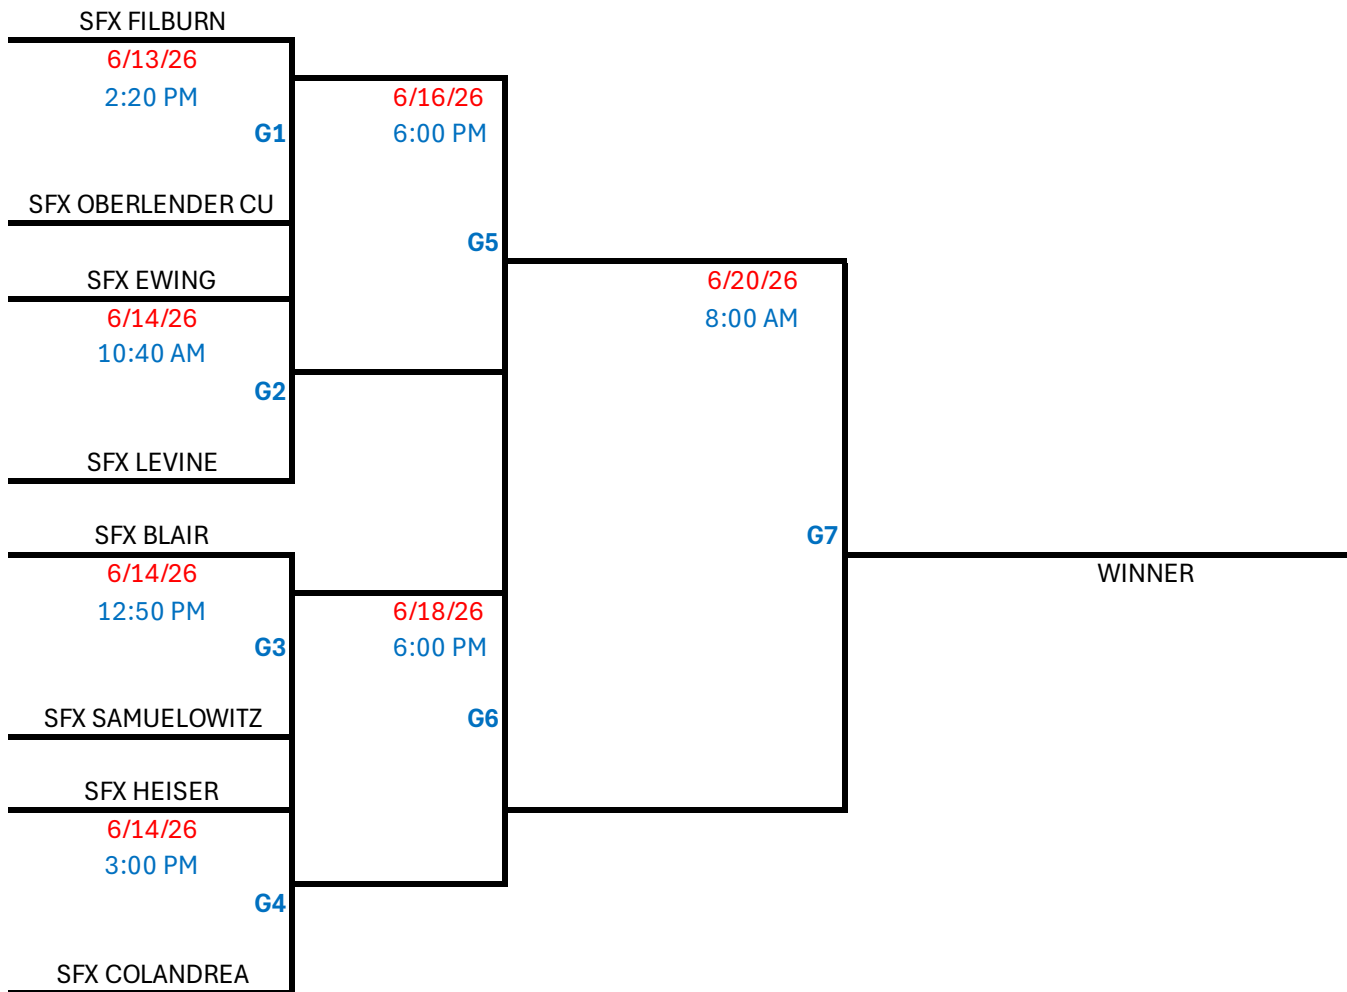 SFX FILBURN
6/13/26
2:20 PM
G1
SFX OBERLENDER CU
SFX EWING
6/14/26
10:40 AM
G2
SFX LEVINE
SFX BLAIR
6/14/26
12:50 PM
G3
SFX SAMUELOWITZ
SFX HEISER
6/14/26
3:00 PM
G4
SFX COLANDREA
6/16/26
6:00 PM
G5
6/18/26
6:00 PM
G6
6/20/26
8:00 AM
G7
WINNER